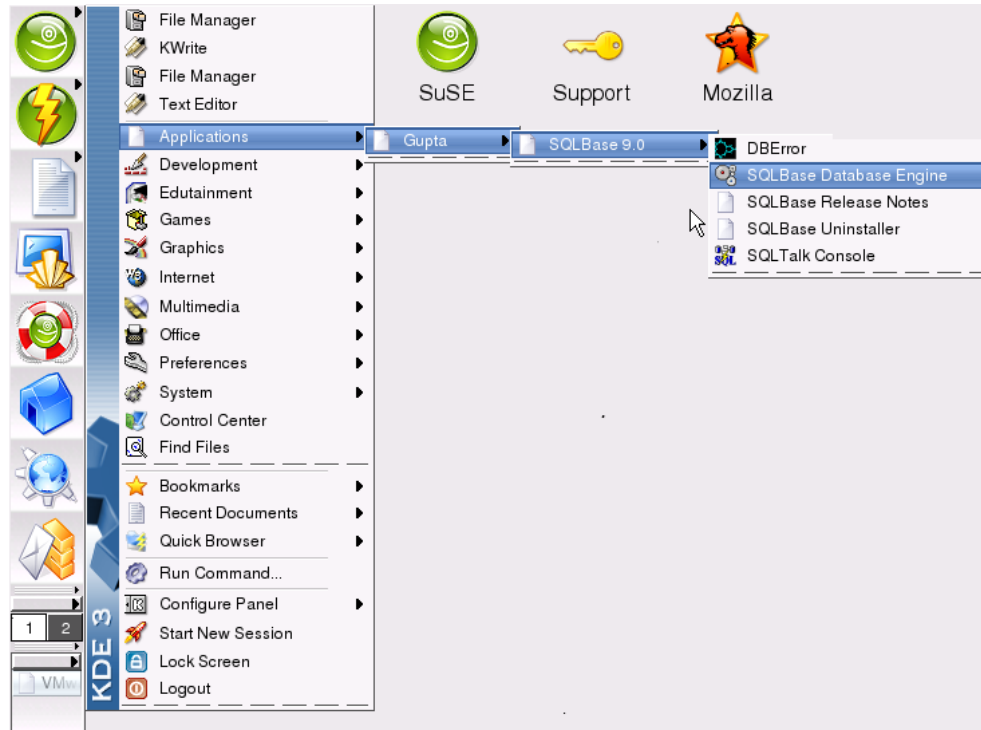 File Manager
KWrite
File Manager
Text Editor
SuSE Support Mozilla
Applications
Gupta
SQLBase 9.0
DBError
SQLBase Database Engine
SQLBase Release Notes
SQLBase Uninstaller
SQLTalk Console
Development
Edutainment
Games
Graphics
Internet
Multimedia
Office
Preferences
System
Control Center
Find Files
Bookmarks
Recent Documents
Quick Browser
Run Command...
Configure Panel
Start New Session
Lock Screen
Logout
KDE 3
1 2
VMw